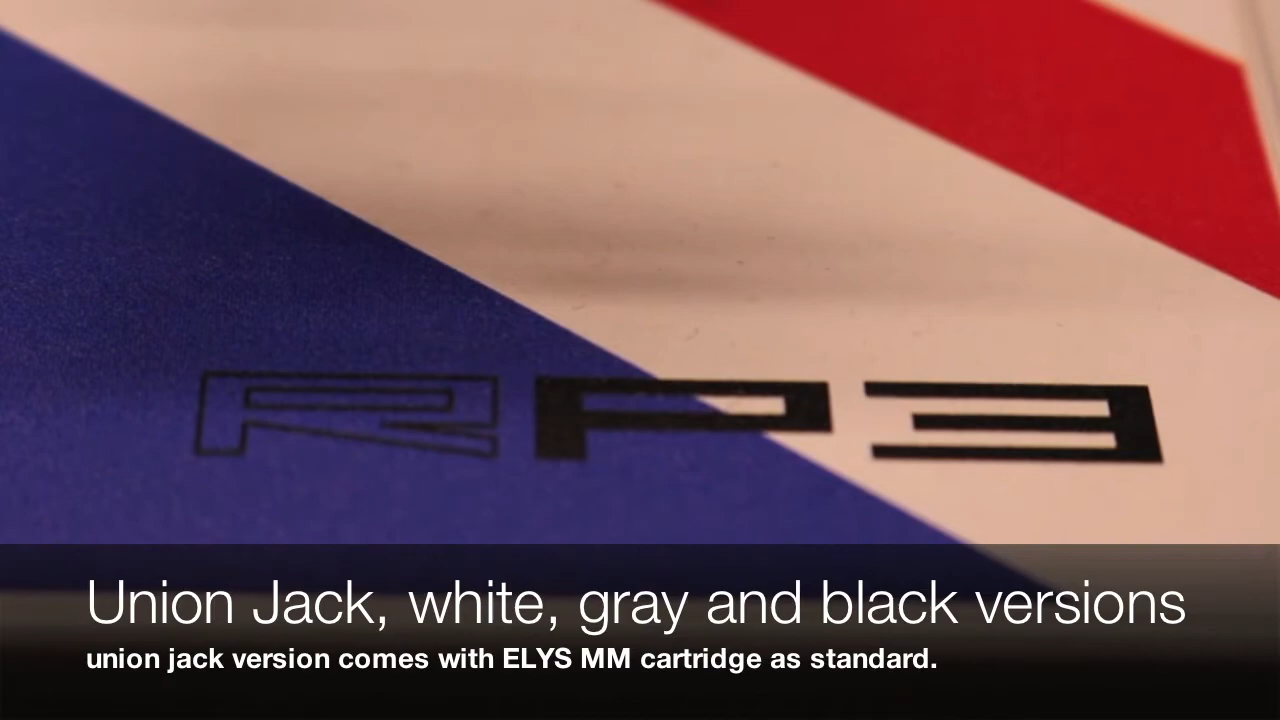 RP3
Union Jack, white, gray and black versions
union jack version comes with ELYS MM cartridge as standard.